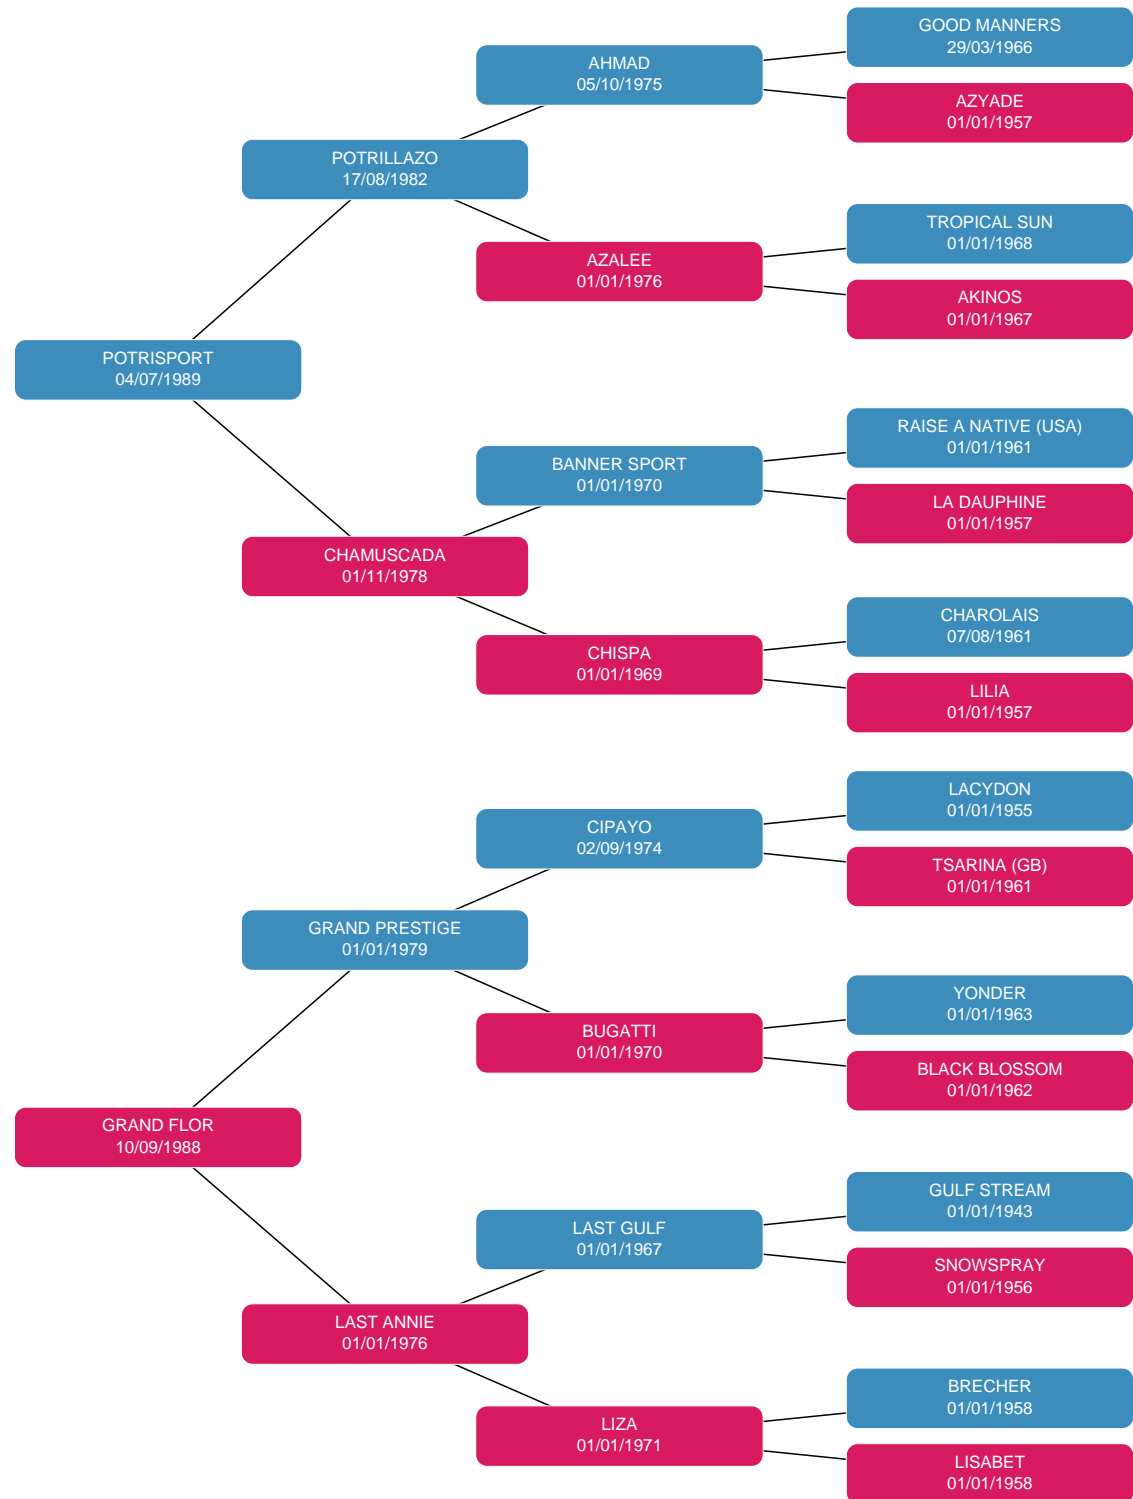 GOOD MANNERS
29/03/1966
AHMAD
05/10/1975
AZYADE
01/01/1957
POTRILLAZO
17/08/1982
TROPICAL SUN
01/01/1968
AZALEE
01/01/1976
AKINOS
01/01/1967
POTRISPORT
04/07/1989
RAISE A NATIVE (USA)
01/01/1961
BANNER SPORT
01/01/1970
LA DAUPHINE
01/01/1957
CHAMUSCADA
01/11/1978
CHAROLAIS
07/08/1961
CHISPA
01/01/1969
LILIA
01/01/1957
LACYDON
01/01/1955
CIPAYO
02/09/1974
TSARINA (GB)
01/01/1961
GRAND PRESTIGE
01/01/1979
YONDER
01/01/1963
BUGATTI
01/01/1970
BLACK BLOSSOM
01/01/1962
GRAND FLOR
10/09/1988
GULF STREAM
01/01/1943
LAST GULF
01/01/1967
SNOWSPRAY
01/01/1956
LAST ANNIE
01/01/1976
BRECHER
01/01/1958
LIZA
01/01/1971
LISABET
01/01/1958